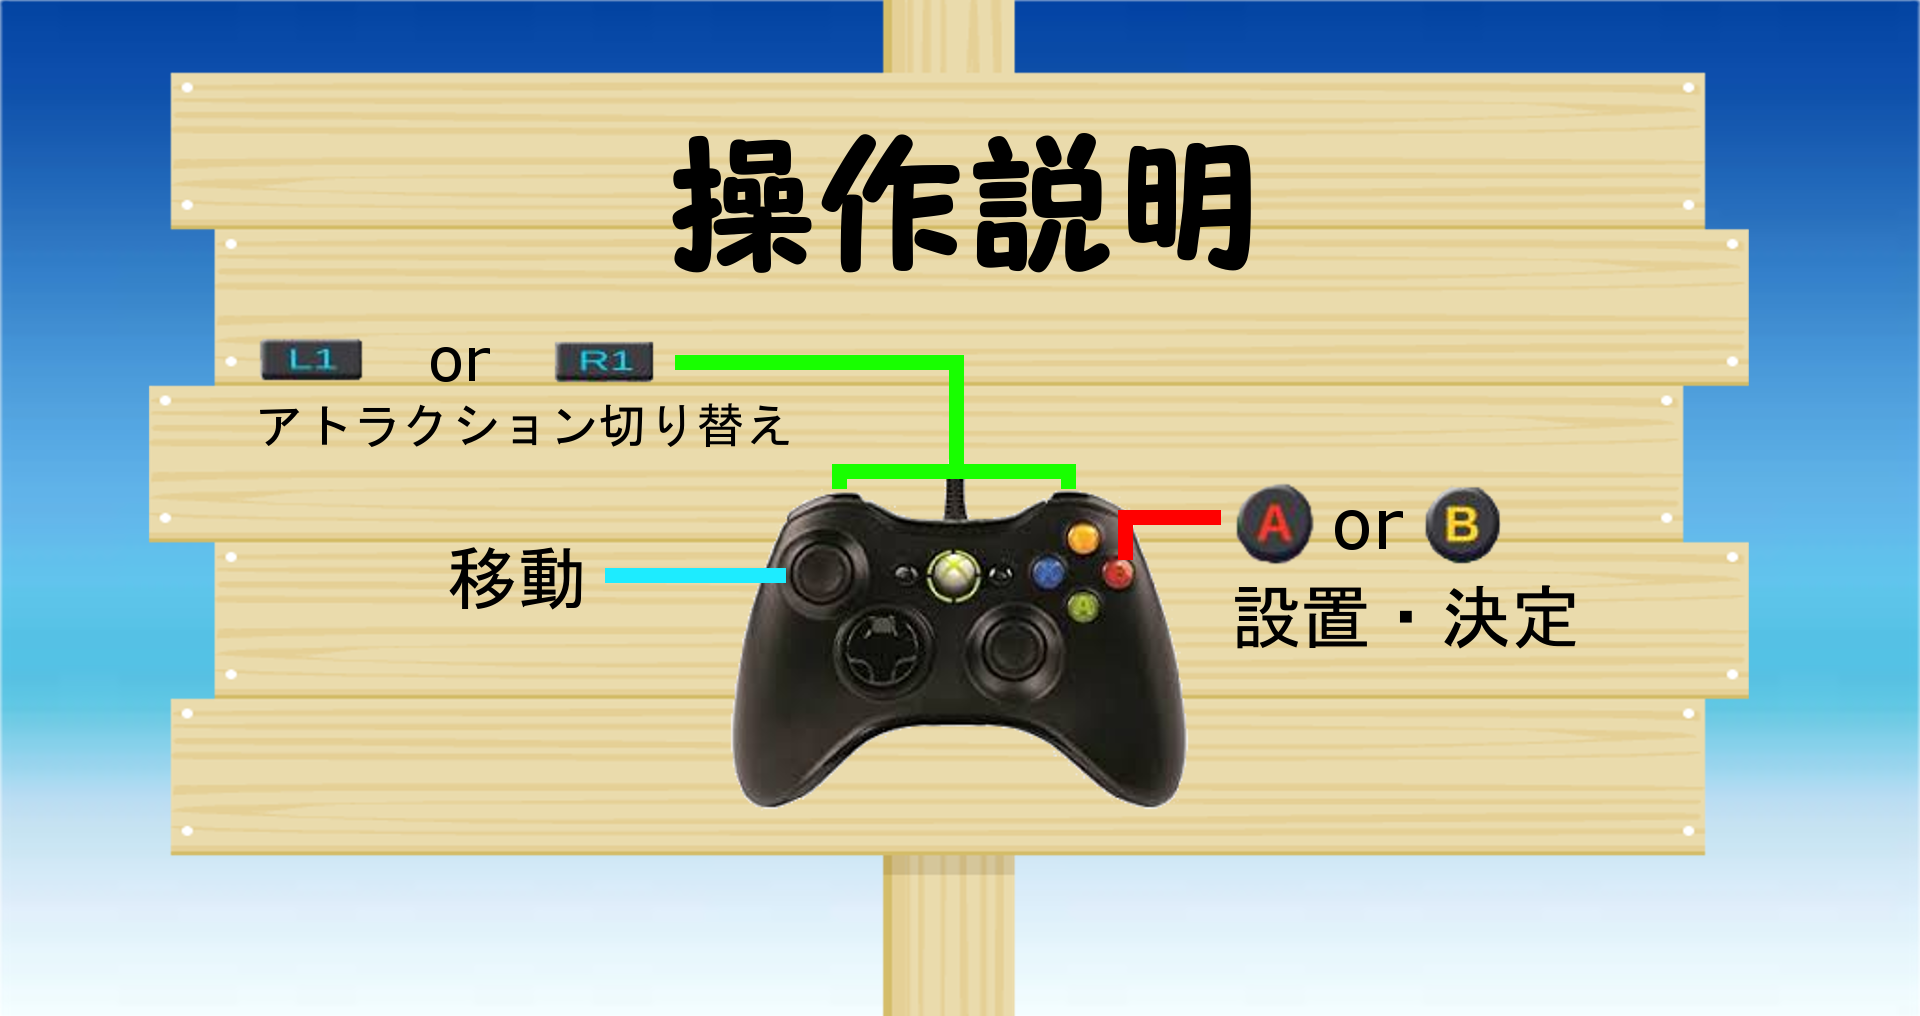 操作説明
L1 or R1
アトラクション切り替え
移動
A or B
設置・決定
B
A